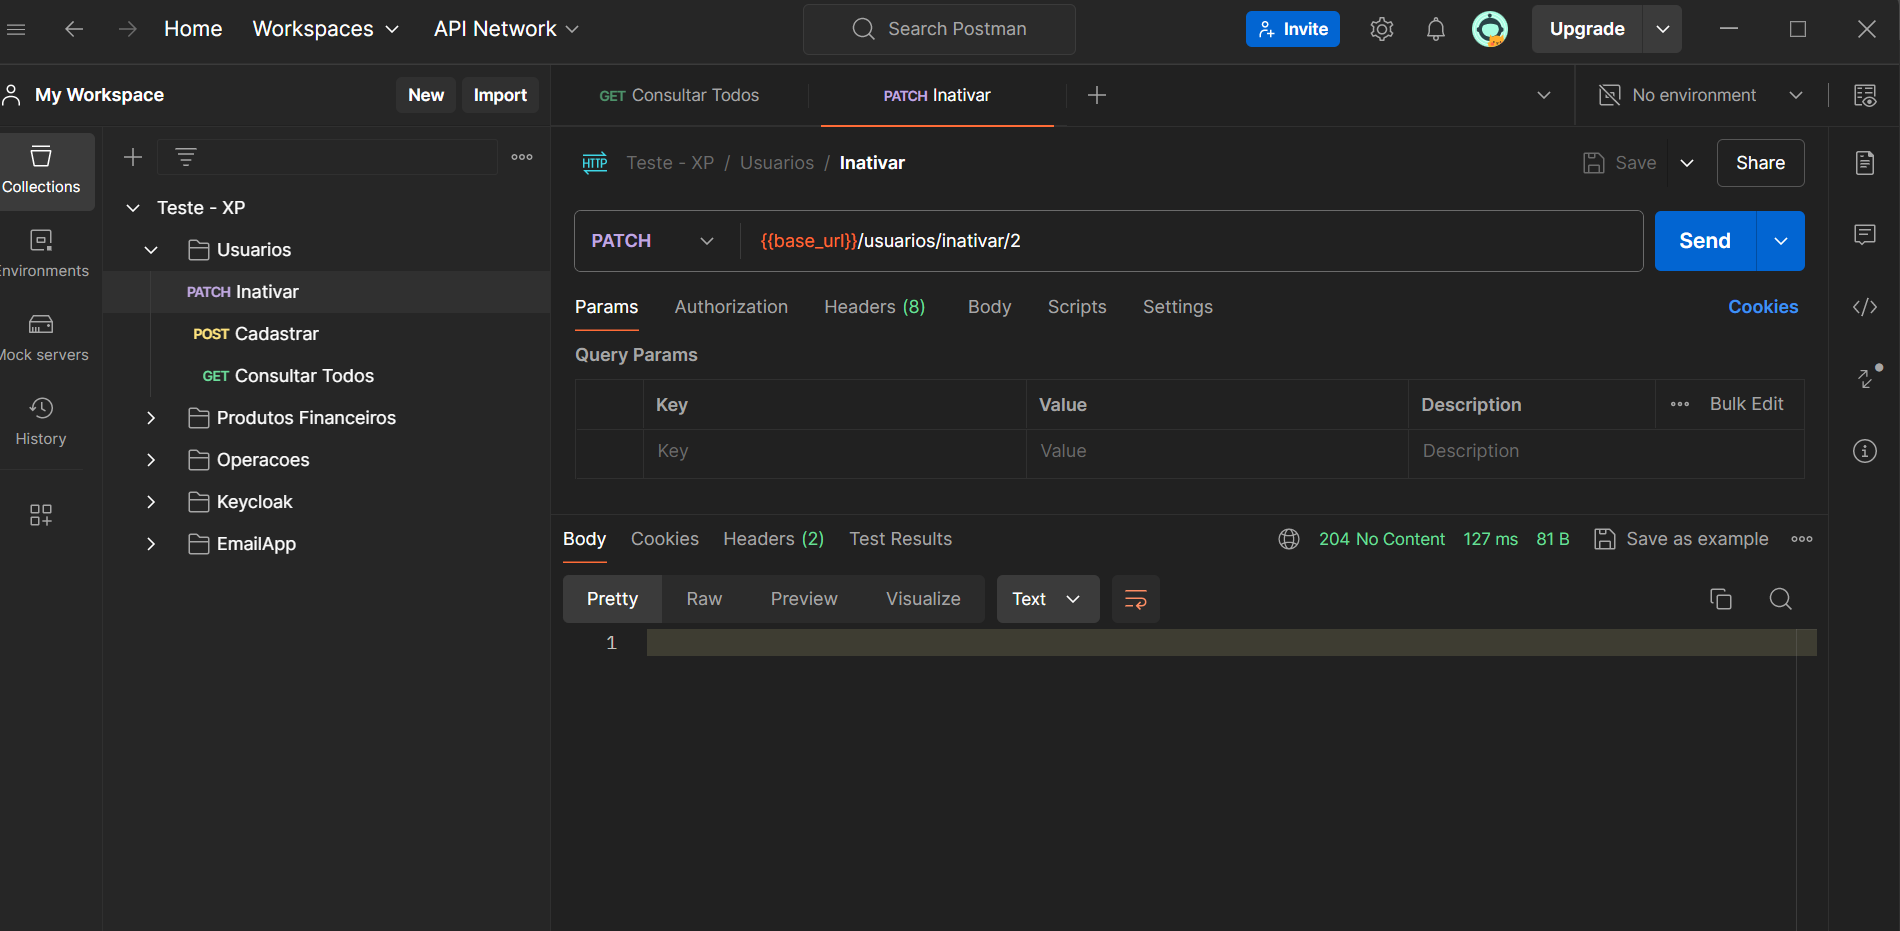 Home Workspaces API Network Search Postman Invite Upgrade
My Workspace New Import GET Consultar Todos PATCH Inativar No environment
Collections
Environments
Mock servers
History
Teste - XP
Usuarios
PATCH Inativar
POST Cadastrar
GET Consultar Todos
Produtos Financeiros
Operacoes
Keycloak
EmailApp
HTTP Teste - XP / Usuarios / Inativar Save Share
PATCH {{base_url}}/usuarios/inativar/2 Send
Params Authorization Headers (8) Body Scripts Settings Cookies
Query Params
Key Value Description Bulk Edit
Key Value Description
Body Cookies Headers (2) Test Results 204 No Content 127 ms 81 B Save as example
Pretty Raw Preview Visualize Text
1